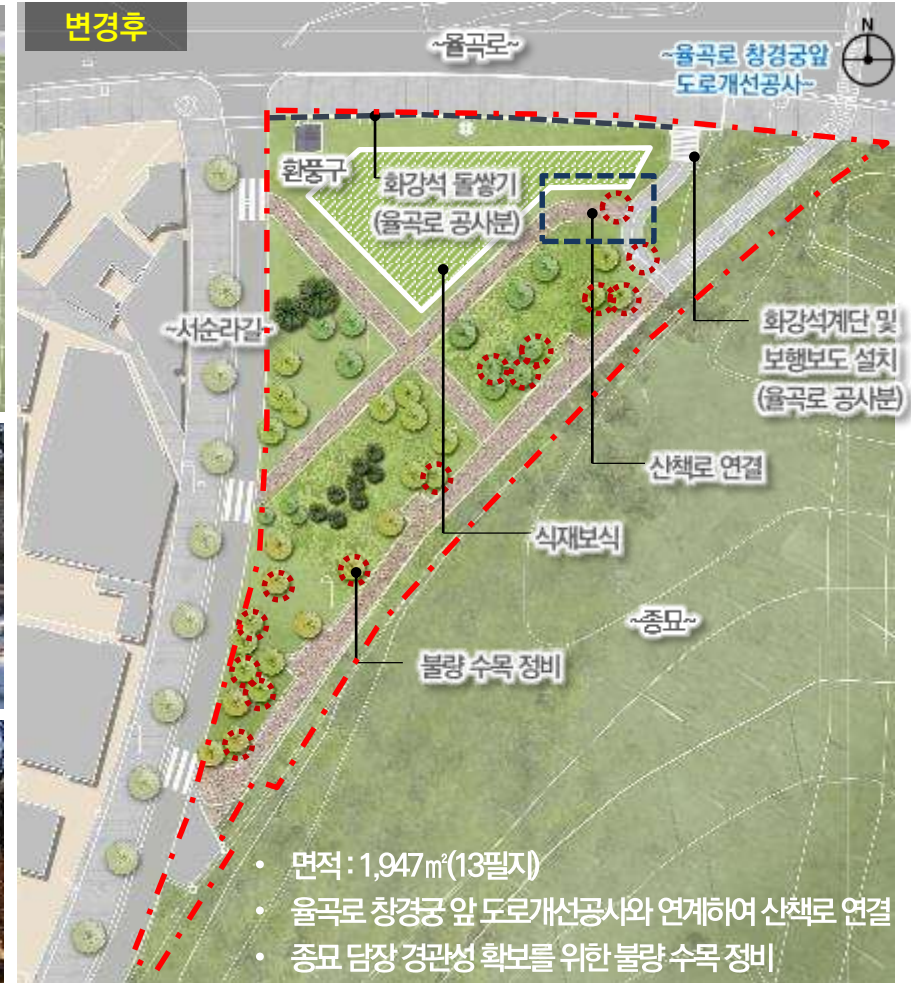 변경후
~율곡로~
N
~율곡로 창경궁앞
도로개선공사~
환풍구
화강석 돌쌓기
(율곡로 공사분)
~서순라길~
화강석계단 및
보행보도 설치
(율곡로 공사분)
산책로 연결
식재보식
~종묘~
불량 수목 정비
• 면적 : 1,947㎡(13필지)
• 율곡로 창경궁 앞 도로개선공사와 연계하여 산책로 연결
• 종묘 담장 경관성 확보를 위한 불량 수목 정비